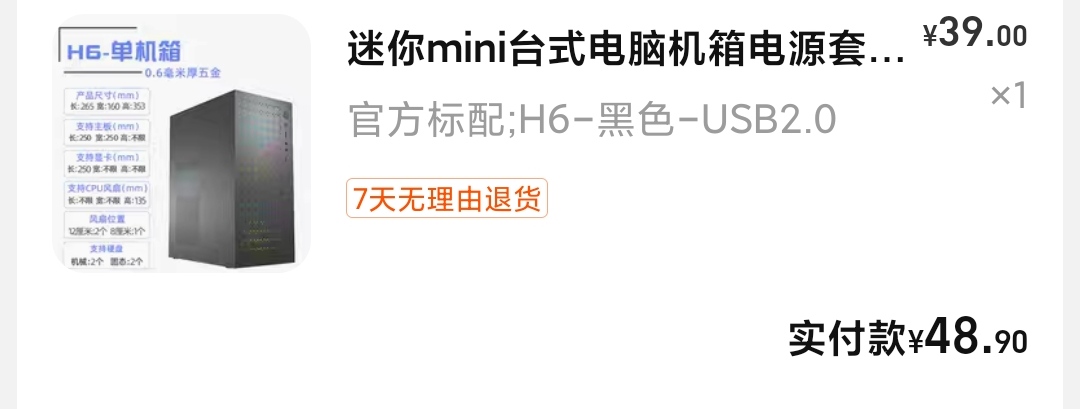 H6-单机箱
0.6毫米厚五金
产品尺寸(mm)
长:265 宽:160 高:353
支持主板(mm)
长:250 宽:250 高:不限
支持显卡(mm)
长:250 宽:不限 高:不限
支持CPU风扇(mm)
长:不限 宽:不限 高:135
风扇位置
12厘米:2个 8厘米:1个
支持硬盘
机械:2个 固态:2个
迷你mini台式电脑机箱电源套...
¥39.00
×1
官方标配;H6-黑色-USB2.0
7天无理由退货
实付款¥48.90